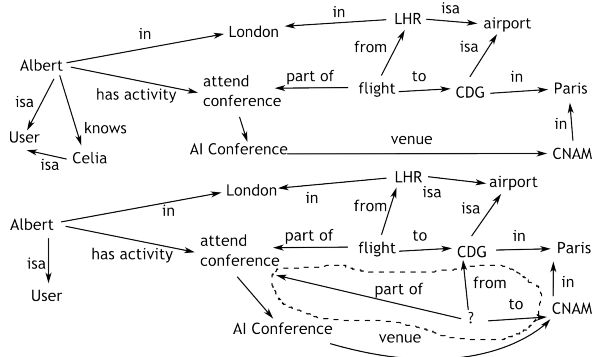 in LHR isa airport
in London
from isa
Albert attend conference part of flight to CDG in Paris
has activity
isa knows
User in
isa Celia AI Conference venue CNAM
LHR isa airport
London in
in from isa
Albert attend conference part of flight to CDG in Paris
has activity
isa from in
User part of ? to CNAM
AI Conference venue